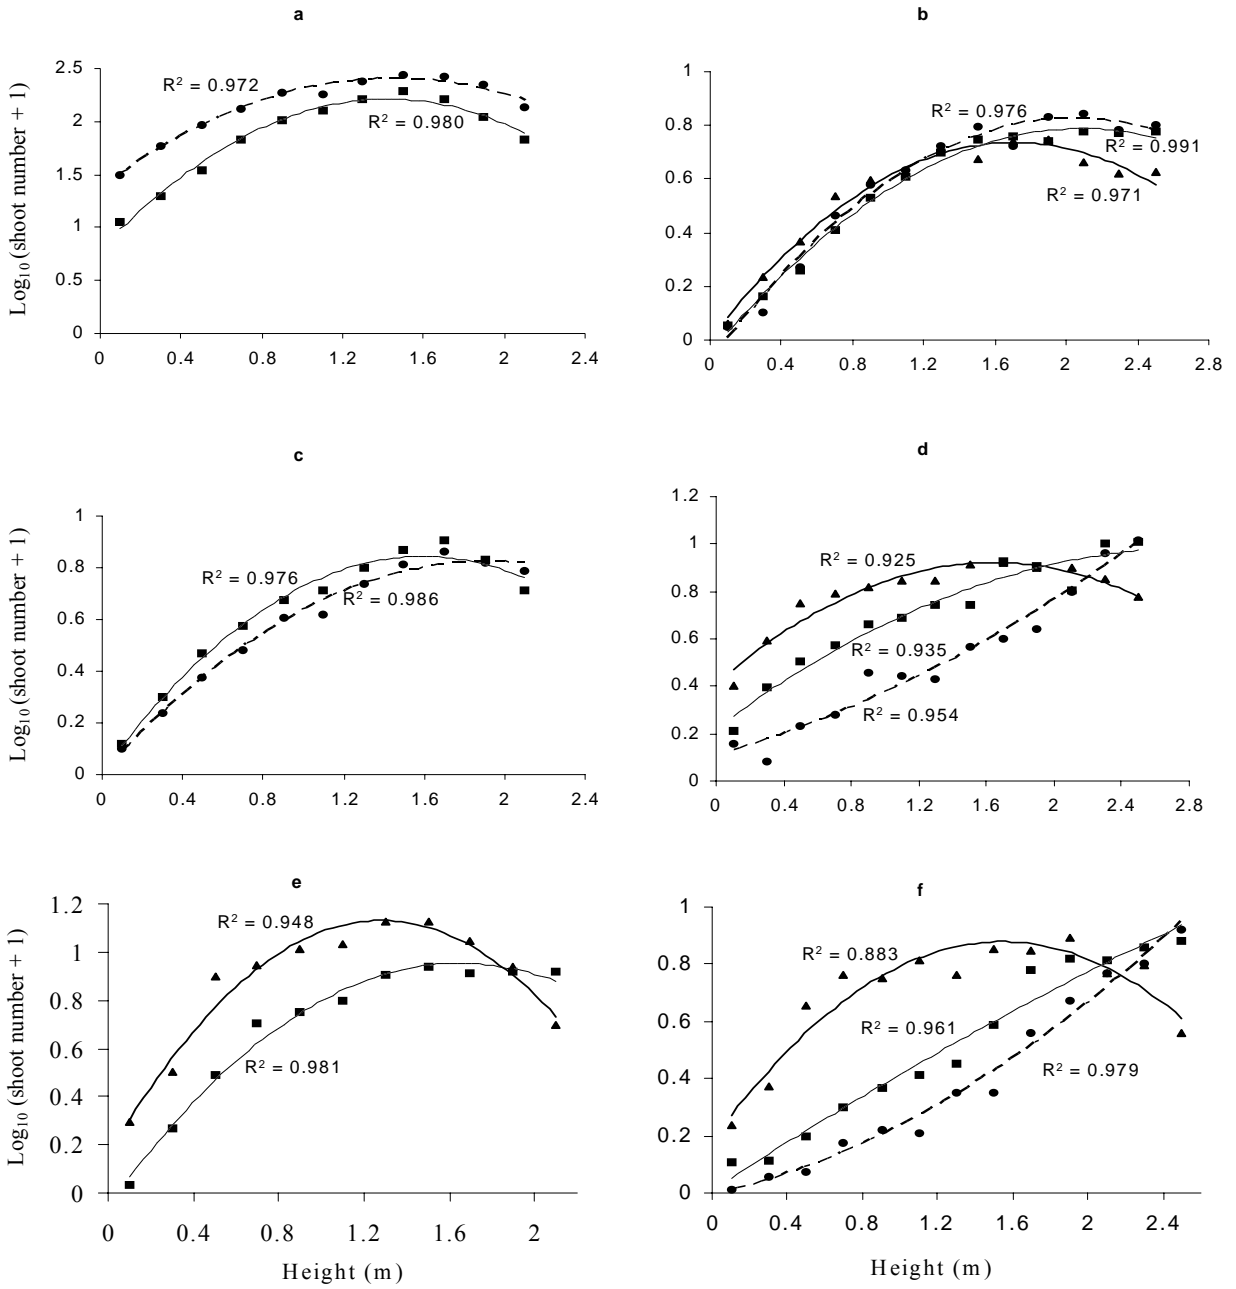 a
b
Log₁₀ (shoot number + 1)
2.5
2
1.5
1
0.5
0
0 0.4 0.8 1.2 1.6 2 2.4
R² = 0.972
R² = 0.980
1
0.8
0.6
0.4
0.2
0
0 0.4 0.8 1.2 1.6 2 2.4 2.8
R² = 0.976
R² = 0.991
R² = 0.971
c
d
Log₁₀ (shoot number + 1)
1
0.8
0.6
0.4
0.2
0
0 0.4 0.8 1.2 1.6 2 2.4
R² = 0.976
R² = 0.986
1.2
1
0.8
0.6
0.4
0.2
0
0 0.4 0.8 1.2 1.6 2 2.4 2.8
R² = 0.925
R² = 0.935
R² = 0.954
e
f
Log₁₀ (shoot number + 1)
1.2
1
0.8
0.6
0.4
0.2
0
0 0.4 0.8 1.2 1.6 2
R² = 0.948
R² = 0.981
Height (m)
1
0.8
0.6
0.4
0.2
0
0 0.4 0.8 1.2 1.6 2 2.4
R² = 0.883
R² = 0.961
R² = 0.979
Height (m)